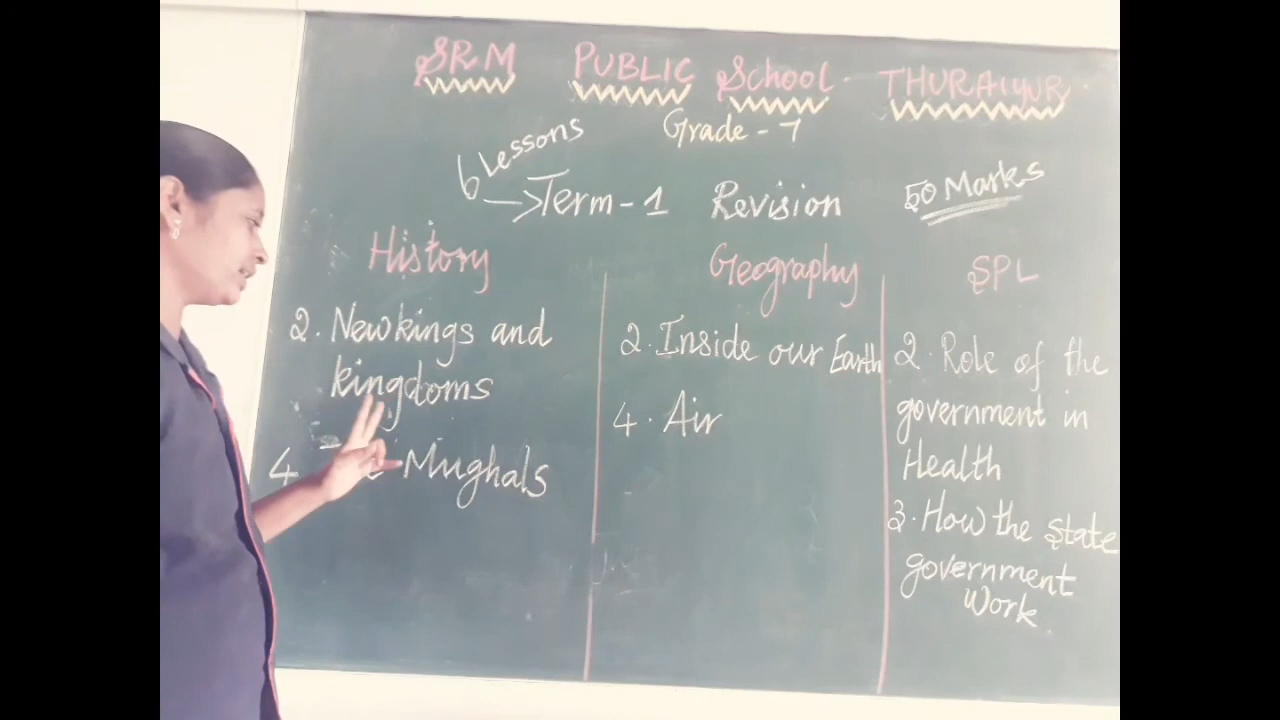 SRM PUBLIC School. THURAIYUR.
Grade - 7
6 Lessons
→ Term - 1 Revision 50 Marks
History
2. New kings and
kingdoms
4 Mughals
Geography
2. Inside our Earth
4. Air
SPL
2. Role of the
government in
Health
3. How the State
government
Work.